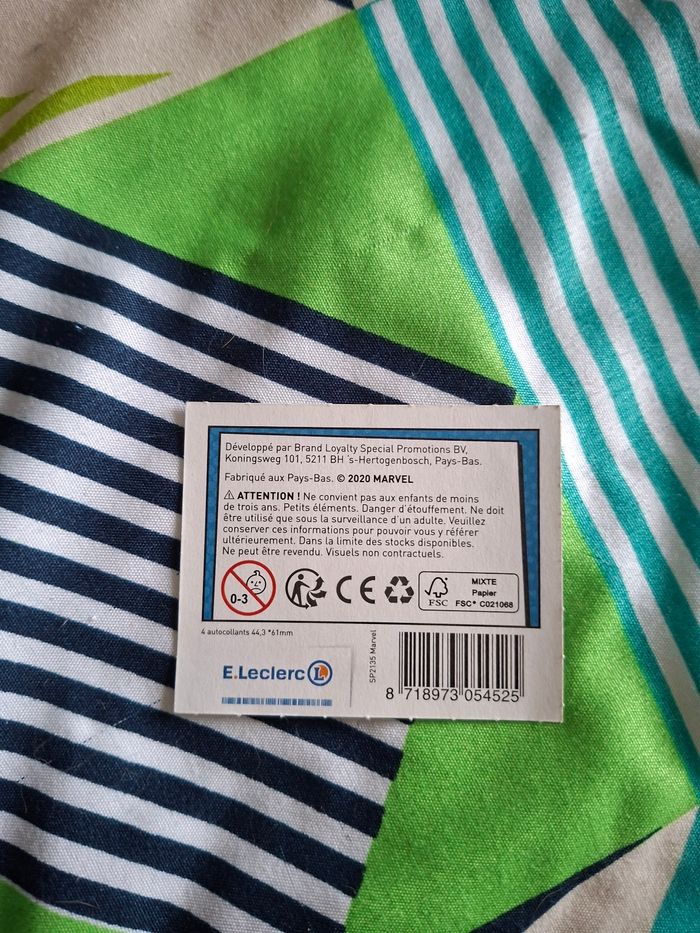 Développé par Brand Loyalty Special Promotions BV,
Koningsweg 101, 5211 BH 's-Hertogenbosch, Pays-Bas.
Fabriqué aux Pays-Bas. © 2020 MARVEL
⚠ ATTENTION ! Ne convient pas aux enfants de moins
de trois ans. Petits éléments. Danger d'étouffement. Ne doit
être utilisé que sous la surveillance d'un adulte. Veuillez
conserver ces informations pour pouvoir vous y référer
ultérieurement. Dans la limite des stocks disponibles.
Ne peut être revendu. Visuels non contractuels.
0-3
CE
FSC
MIXTE
Papier
FSC® C021068
4 autocollants 44,3 *61mm
E.Leclerc L
SP2135 Marvel
8 718973 054525